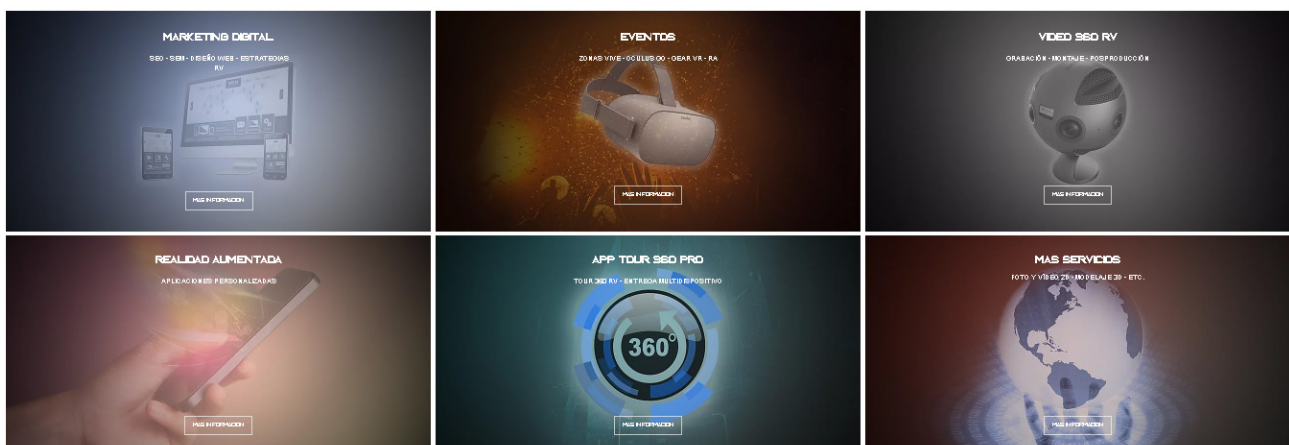 MARKETING DIGITAL
SEO - SEM - DISEÑO WEB - ESTRATEGIAS
RV
MAS INFORMACION
EVENTOS
ZONAS VIVE - OCULUS GO - GEAR VR - RA
MAS INFORMACION
VIDEO 360 RV
GRABACIÓN - MONTAJE - POSPRODUCCIÓN
MAS INFORMACION
REALIDAD AUMENTADA
APLICACIONES PERSONALIZADAS
MAS INFORMACION
APP TOUR 360 PRO
TOUR 360 RV - ENTREGA MULTIDISPOSITIVO
360°
MAS INFORMACION
MAS SERVICIOS
FOTO Y VÍDEO 2D - MODELAJE 3D - ETC.
MAS INFORMACION